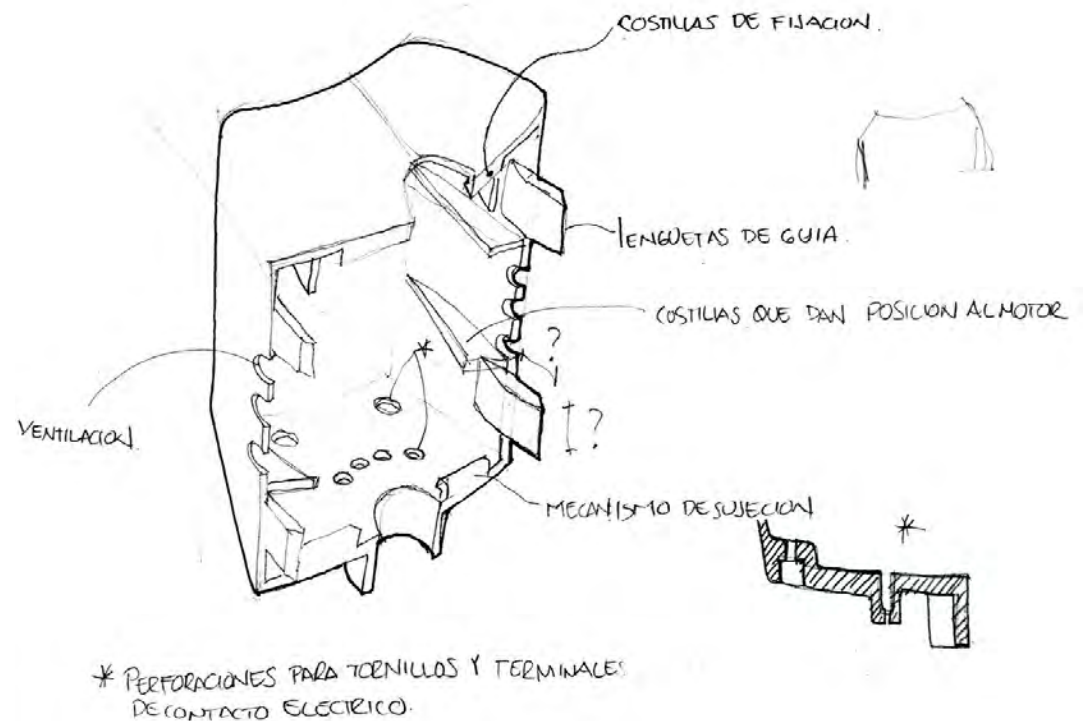 COSTILLAS DE FIJACION.
LENGUETAS DE GUIA.
COSTILLAS QUE DAN POSICION AL MOTOR
?
*
?
VENTILACION.
MECANISMO DE SUJECION
*
* PERFORACIONES PARA TORNILLOS Y TERMINALES
DE CONTACTO ELECTRICO.